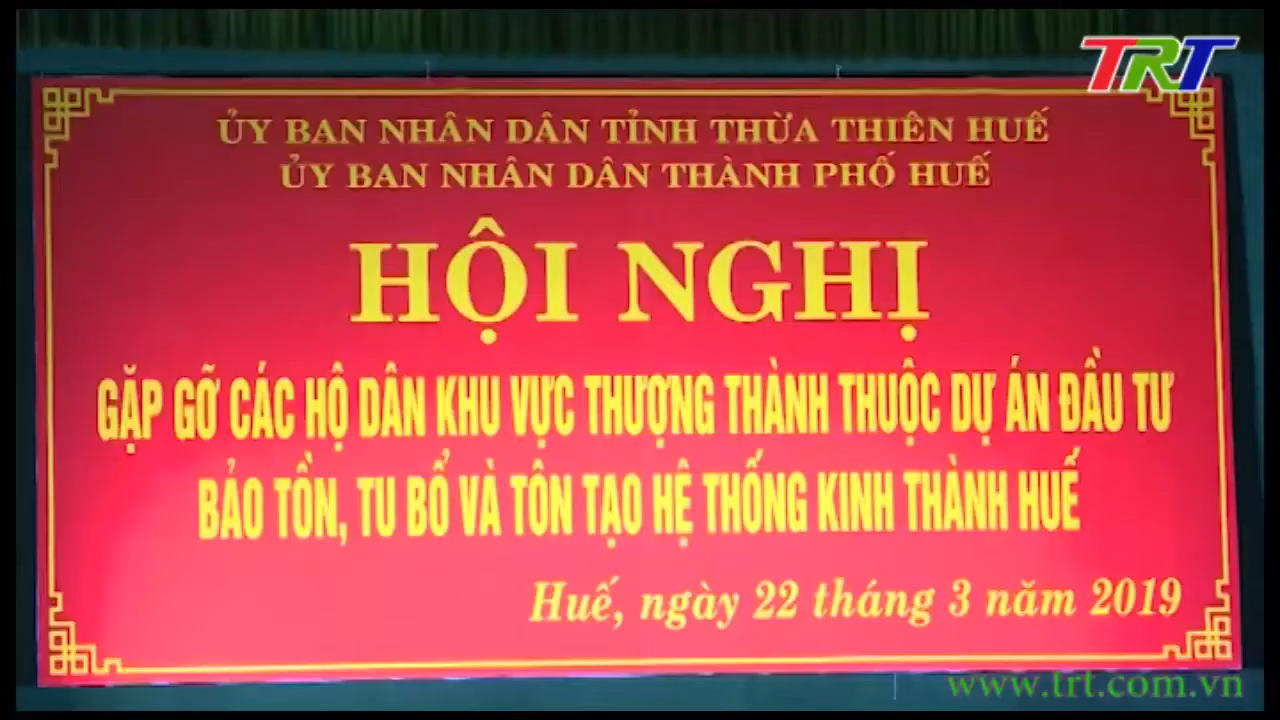 TRT
ỦY BAN NHÂN DÂN TỈNH THỪA THIÊN HUẾ
ỦY BAN NHÂN DÂN THÀNH PHỐ HUẾ
HỘI NGHỊ
GẶP GỠ CÁC HỘ DÂN KHU VỰC THƯỢNG THÀNH THUỘC DỰ ÁN ĐẦU TƯ
BẢO TỒN, TU BỔ VÀ TÔN TẠO HỆ THỐNG KINH THÀNH HUẾ
Huế, ngày 22 tháng 3 năm 2019
www.trt.com.vn